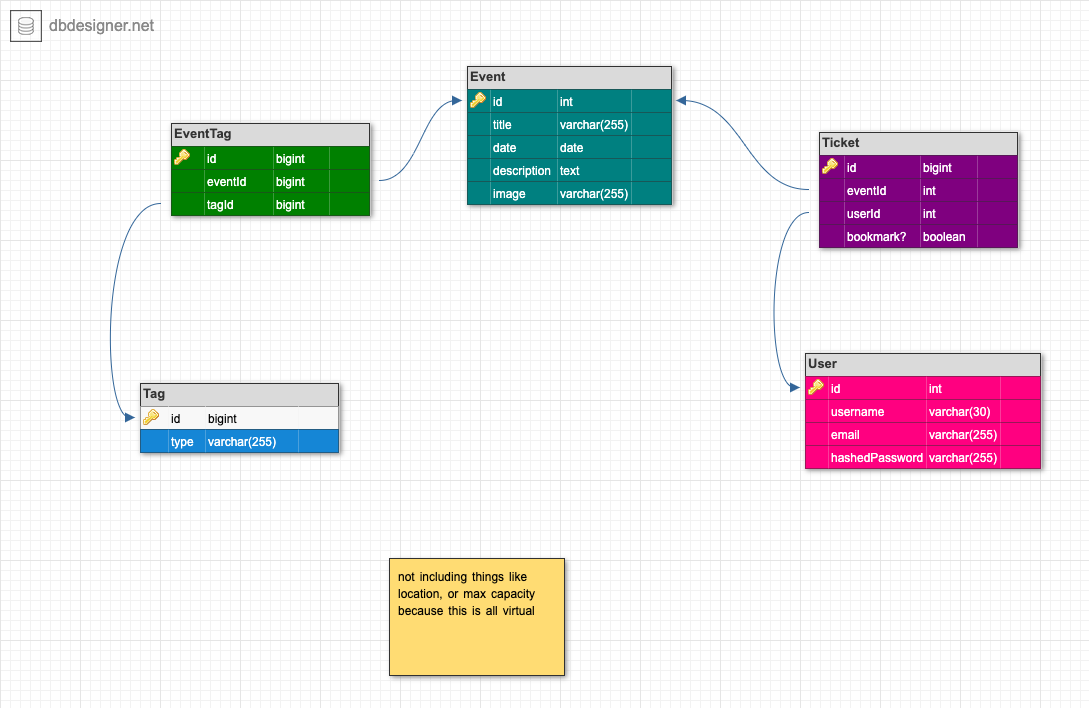 dbdesigner.net
Event
id int
title varchar(255)
date date
description text
image varchar(255)
EventTag
id bigint
eventId bigint
tagId bigint
Ticket
id bigint
eventId int
userId int
bookmark? boolean
Tag
id bigint
type varchar(255)
User
id int
username varchar(30)
email varchar(255)
hashedPassword varchar(255)
not including things like
location, or max capacity
because this is all virtual